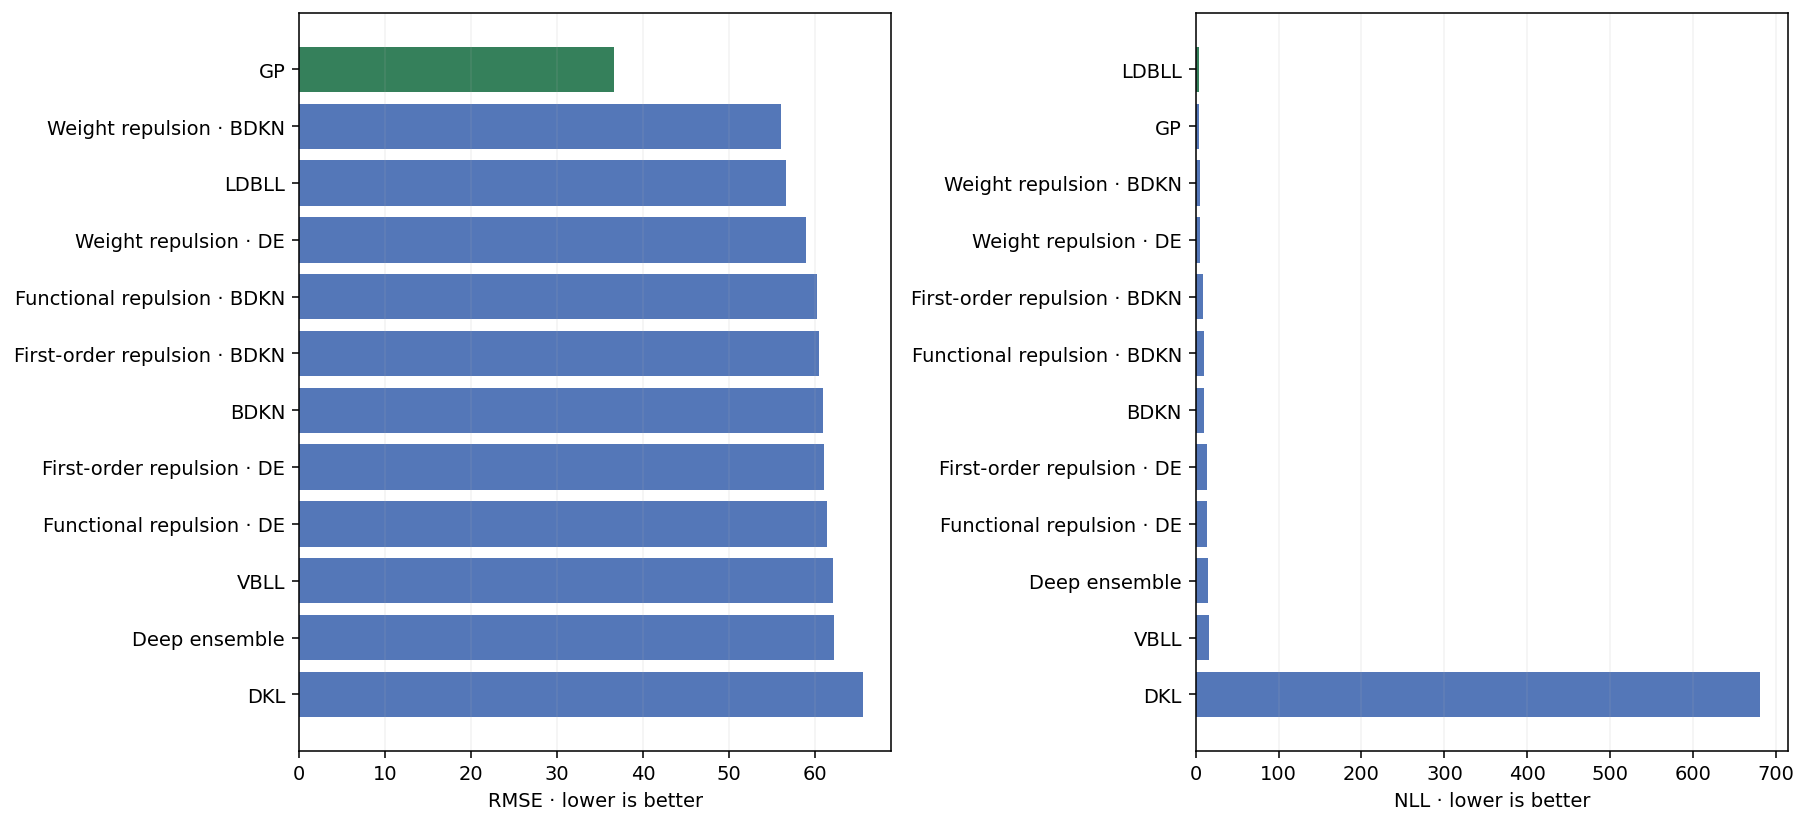 GP
Weight repulsion · BDKN
LDBLL
Weight repulsion · DE
Functional repulsion · BDKN
First-order repulsion · BDKN
BDKN
First-order repulsion · DE
Functional repulsion · DE
VBLL
Deep ensemble
DKL
0 10 20 30 40 50 60
RMSE · lower is better
LDBLL
GP
Weight repulsion · BDKN
Weight repulsion · DE
First-order repulsion · BDKN
Functional repulsion · BDKN
BDKN
First-order repulsion · DE
Functional repulsion · DE
Deep ensemble
VBLL
DKL
0 100 200 300 400 500 600 700
NLL · lower is better